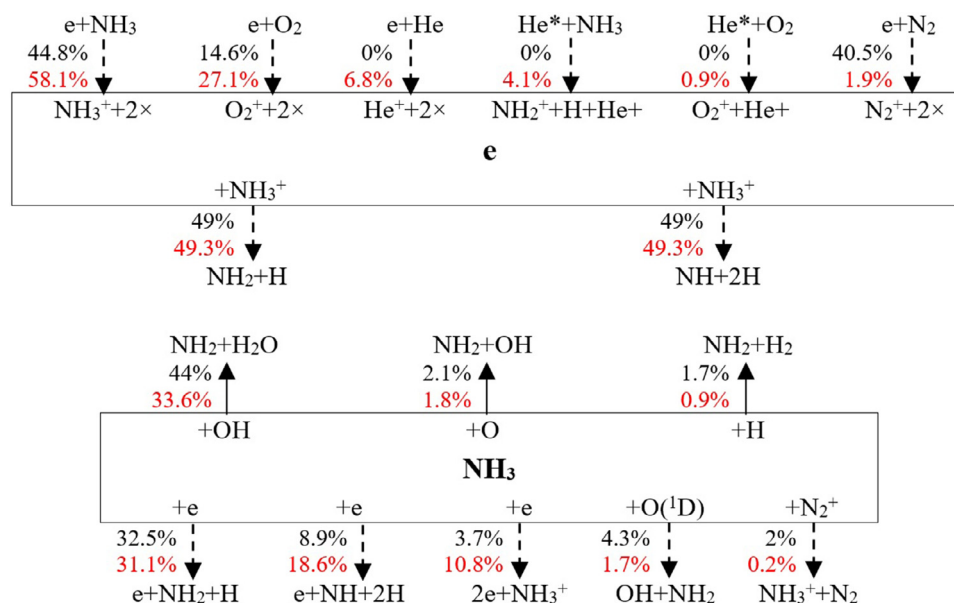 e+NH₃ e+O₂ e+He He*+NH₃ He*+O₂ e+N₂
44.8% 14.6% 0% 0% 0% 40.5%
58.1% 27.1% 6.8% 4.1% 0.9% 1.9%
NH₃⁺+2× O₂⁺+2× He⁺+2× NH₂⁺+H+He+ O₂⁺+He+ N₂⁺+2×
e
+NH₃⁺ +NH₃⁺
49% 49%
49.3% 49.3%
NH₂+H NH+2H
NH₂+H₂O NH₂+OH NH₂+H₂
44% 2.1% 1.7%
33.6% 1.8% 0.9%
+OH +O +H
NH₃
+e +e +e +O(¹D) +N₂⁺
32.5% 8.9% 3.7% 4.3% 2%
31.1% 18.6% 10.8% 1.7% 0.2%
e+NH₂+H e+NH+2H 2e+NH₃⁺ OH+NH₂ NH₃⁺+N₂